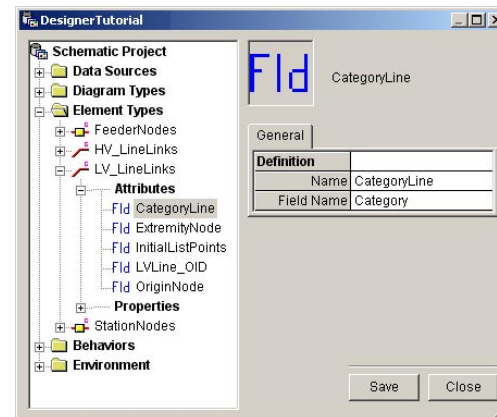 DesignerTutorial
Schematic Project
Data Sources
Diagram Types
Element Types
FeederNodes
HV_LineLinks
LV_LineLinks
Attributes
Fld CategoryLine
Fld ExtremityNode
Fld InitialListPoints
Fld LVLine_OID
Fld OriginNode
Properties
StationNodes
Behaviors
Environment
Fld CategoryLine
General
Definition
Name CategoryLine
Field Name Category
Save Close